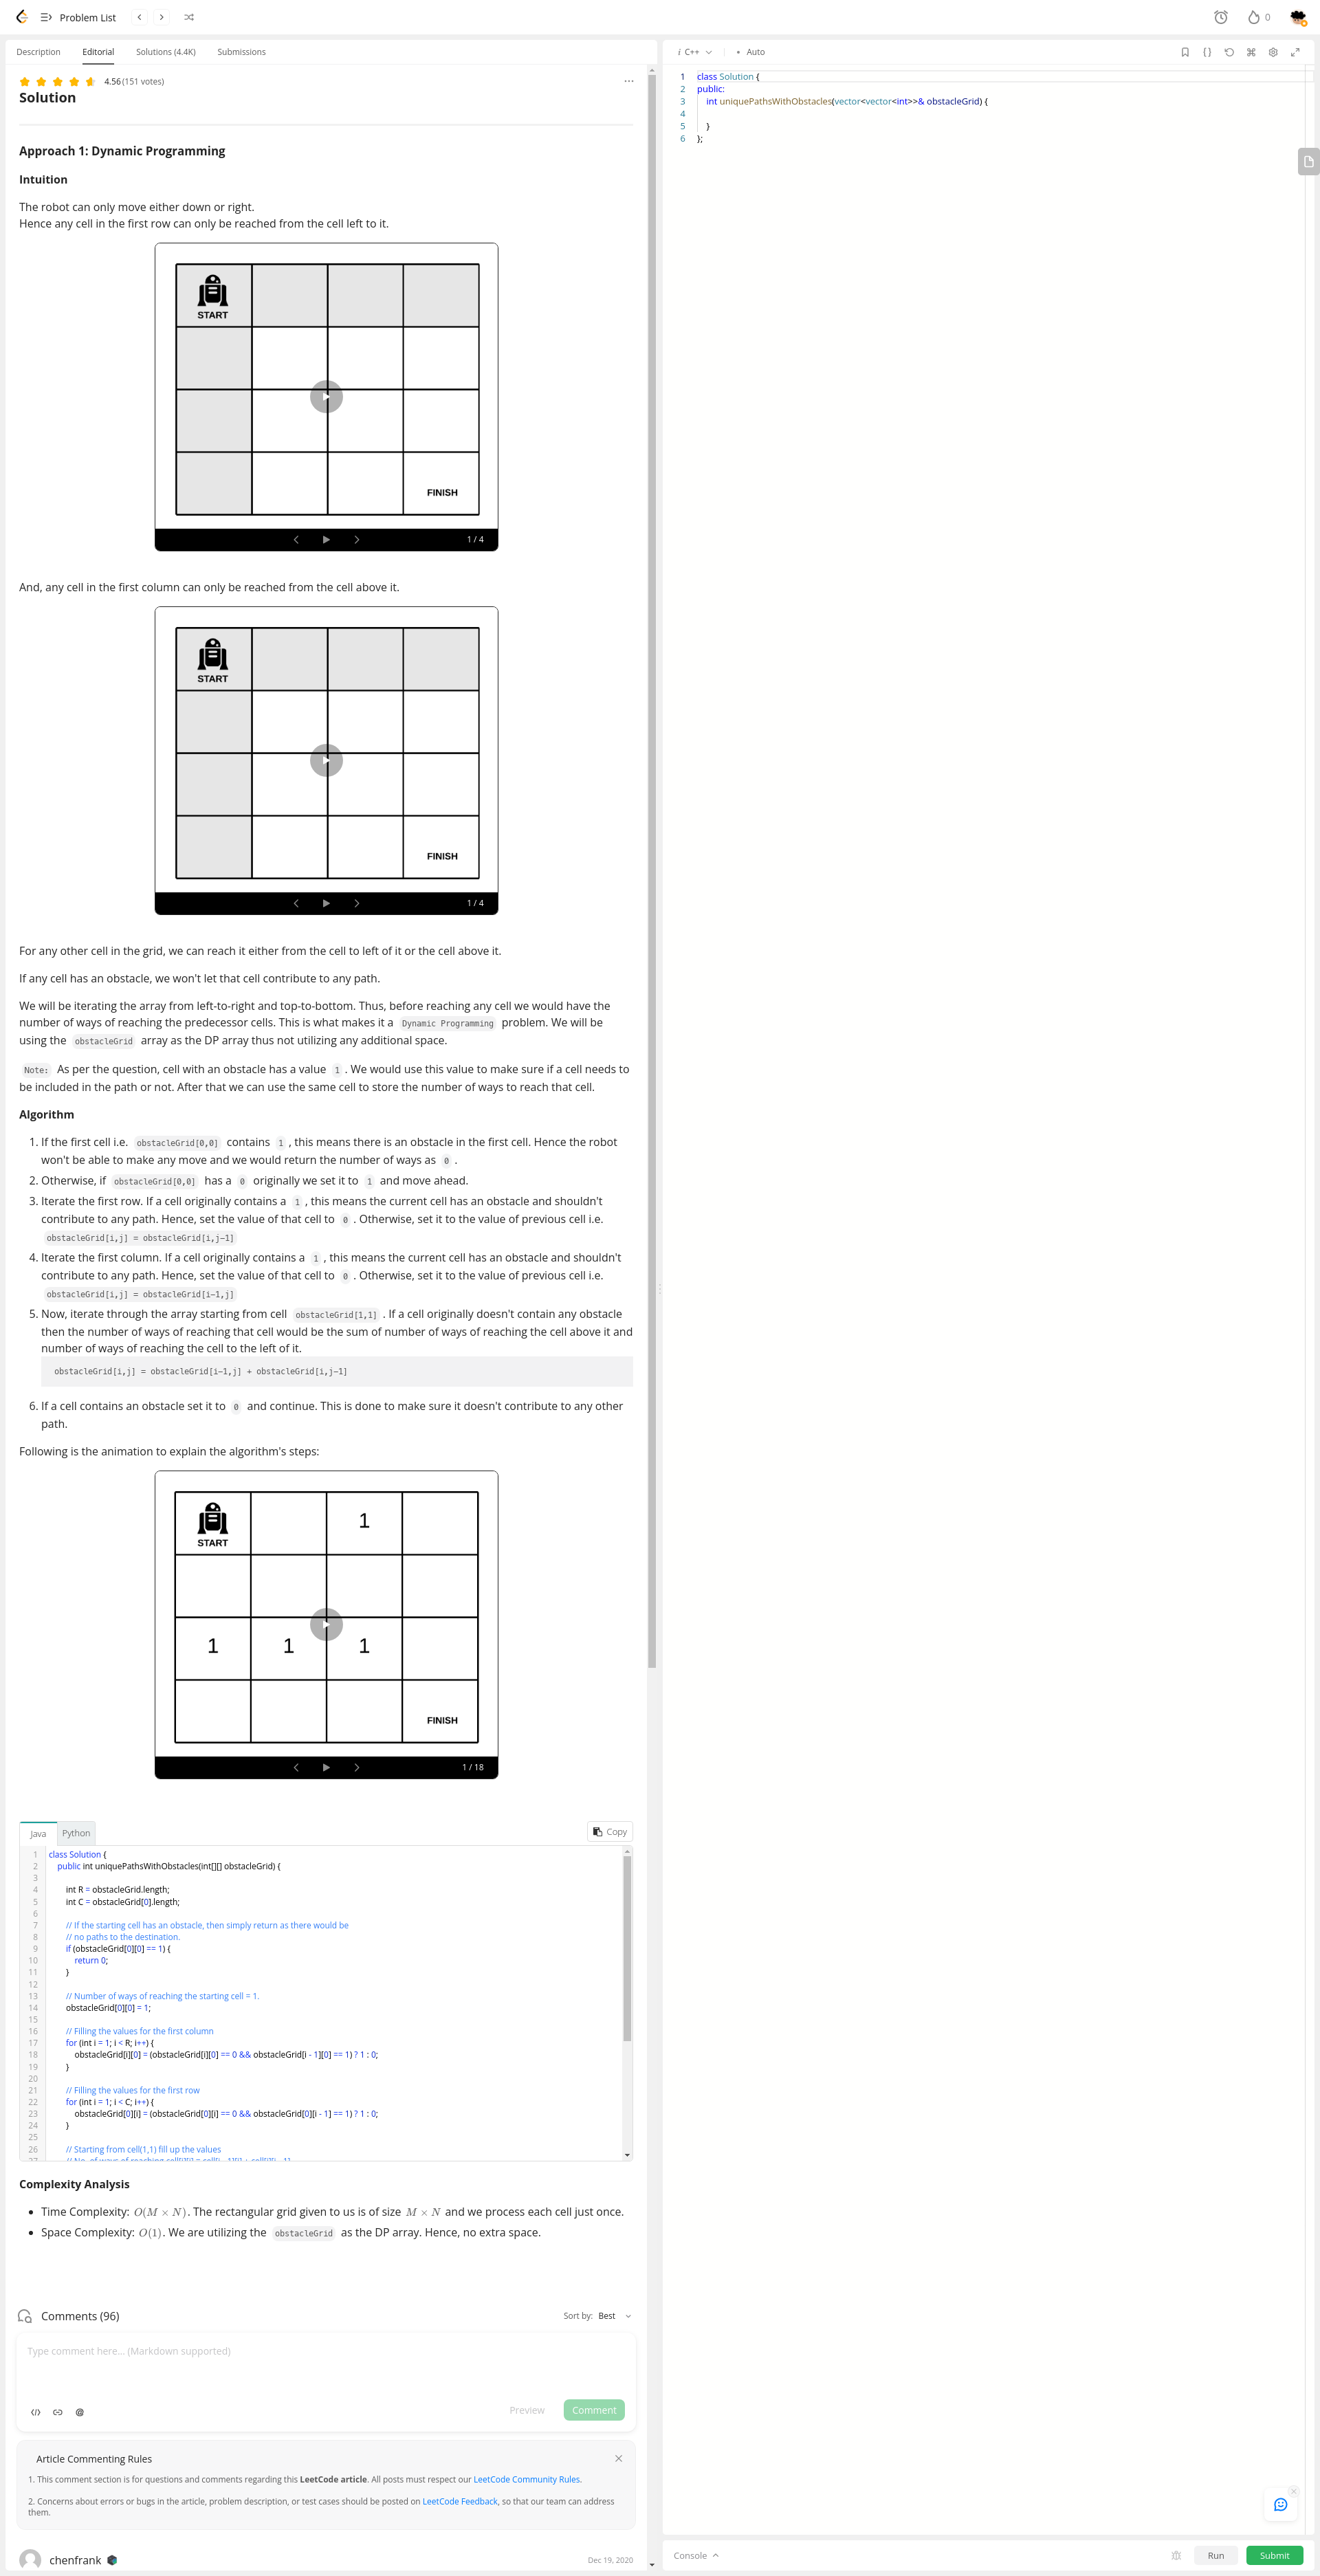 Problem List
0
Description
Editorial
Solutions (4.4K)
Submissions
4.56 (151 votes)
Solution
Approach 1: Dynamic Programming
Intuition
The robot can only move either down or right.
Hence any cell in the first row can only be reached from the cell left to it.
START
FINISH
1 / 4
And, any cell in the first column can only be reached from the cell above it.
START
FINISH
1 / 4
For any other cell in the grid, we can reach it either from the cell to left of it or the cell above it.
If any cell has an obstacle, we won't let that cell contribute to any path.
We will be iterating the array from left-to-right and top-to-bottom. Thus, before reaching any cell we would have the
number of ways of reaching the predecessor cells. This is what makes it a Dynamic Programming problem. We will be
using the obstacleGrid array as the DP array thus not utilizing any additional space.
Note: As per the question, cell with an obstacle has a value 1. We would use this value to make sure if a cell needs to
be included in the path or not. After that we can use the same cell to store the number of ways to reach that cell.
Algorithm
1. If the first cell i.e. obstacleGrid[0,0] contains 1, this means there is an obstacle in the first cell. Hence the robot
won't be able to make any move and we would return the number of ways as 0.
2. Otherwise, if obstacleGrid[0,0] has a 0 originally we set it to 1 and move ahead.
3. Iterate the first row. If a cell originally contains a 1, this means the current cell has an obstacle and shouldn't
contribute to any path. Hence, set the value of that cell to 0. Otherwise, set it to the value of previous cell i.e.
obstacleGrid[i,j] = obstacleGrid[i,j-1]
4. Iterate the first column. If a cell originally contains a 1, this means the current cell has an obstacle and shouldn't
contribute to any path. Hence, set the value of that cell to 0. Otherwise, set it to the value of previous cell i.e.
obstacleGrid[i,j] = obstacleGrid[i-1,j]
5. Now, iterate through the array starting from cell obstacleGrid[1,1]. If a cell originally doesn't contain any obstacle
then the number of ways of reaching that cell would be the sum of number of ways of reaching the cell above it and
number of ways of reaching the cell to the left of it.
obstacleGrid[i,j] = obstacleGrid[i-1,j] + obstacleGrid[i,j-1]
6. If a cell contains an obstacle set it to 0 and continue. This is done to make sure it doesn't contribute to any other
path.
Following is the animation to explain the algorithm's steps:
START
1
1 1 1
FINISH
1 / 18
Java
Python
Copy
1 class Solution {
2 public int uniquePathsWithObstacles(int[][] obstacleGrid) {
3
4 int R = obstacleGrid.length;
5 int C = obstacleGrid[0].length;
6
7 // If the starting cell has an obstacle, then simply return as there would be
8 // no paths to the destination.
9 if (obstacleGrid[0][0] == 1) {
10 return 0;
11 }
12
13 // Number of ways of reaching the starting cell = 1.
14 obstacleGrid[0][0] = 1;
15
16 // Filling the values for the first column
17 for (int i = 1; i < R; i++) {
18 obstacleGrid[i][0] = (obstacleGrid[i][0] == 0 && obstacleGrid[i - 1][0] == 1) ? 1 : 0;
19 }
20
21 // Filling the values for the first row
22 for (int i = 1; i < C; i++) {
23 obstacleGrid[0][i] = (obstacleGrid[0][i] == 0 && obstacleGrid[0][i - 1] == 1) ? 1 : 0;
24 }
25
26 // Starting from cell(1,1) fill up the values
Complexity Analysis
• Time Complexity: O(M × N). The rectangular grid given to us is of size M × N and we process each cell just once.
• Space Complexity: O(1). We are utilizing the obstacleGrid as the DP array. Hence, no extra space.
Comments (96)
Sort by: Best
Type comment here... (Markdown supported)
Preview
Comment
Article Commenting Rules
1. This comment section is for questions and comments regarding this LeetCode article. All posts must respect our LeetCode Community Rules.
2. Concerns about errors or bugs in the article, problem description, or test cases should be posted on LeetCode Feedback, so that our team can address
them.
chenfrank
Dec 19, 2020
i C++
• Auto
1 class Solution {
2 public:
3 int uniquePathsWithObstacles(vector<vector<int>>& obstacleGrid) {
4
5 }
6 };
Console
Run
Submit